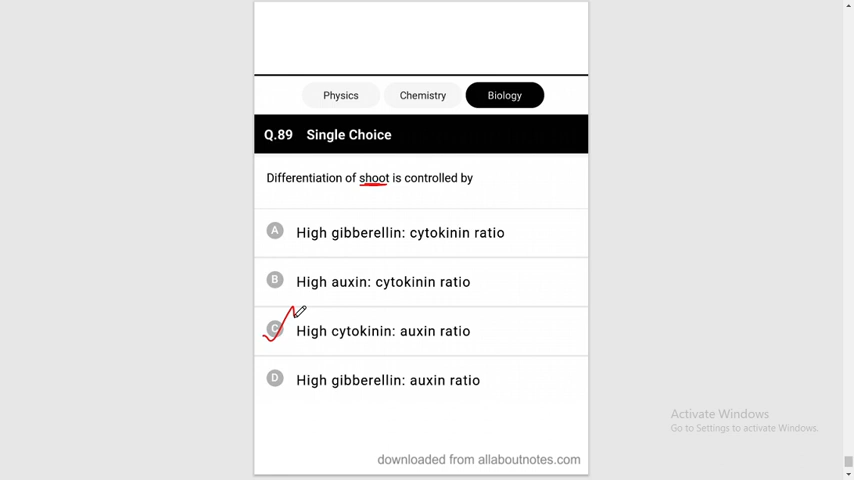 Physics Chemistry Biology
Q.89 Single Choice
Differentiation of shoot is controlled by
A High gibberellin: cytokinin ratio
B High auxin: cytokinin ratio
C High cytokinin: auxin ratio
D High gibberellin: auxin ratio
Activate Windows
Go to Settings to activate Windows.
downloaded from allaboutnotes.com